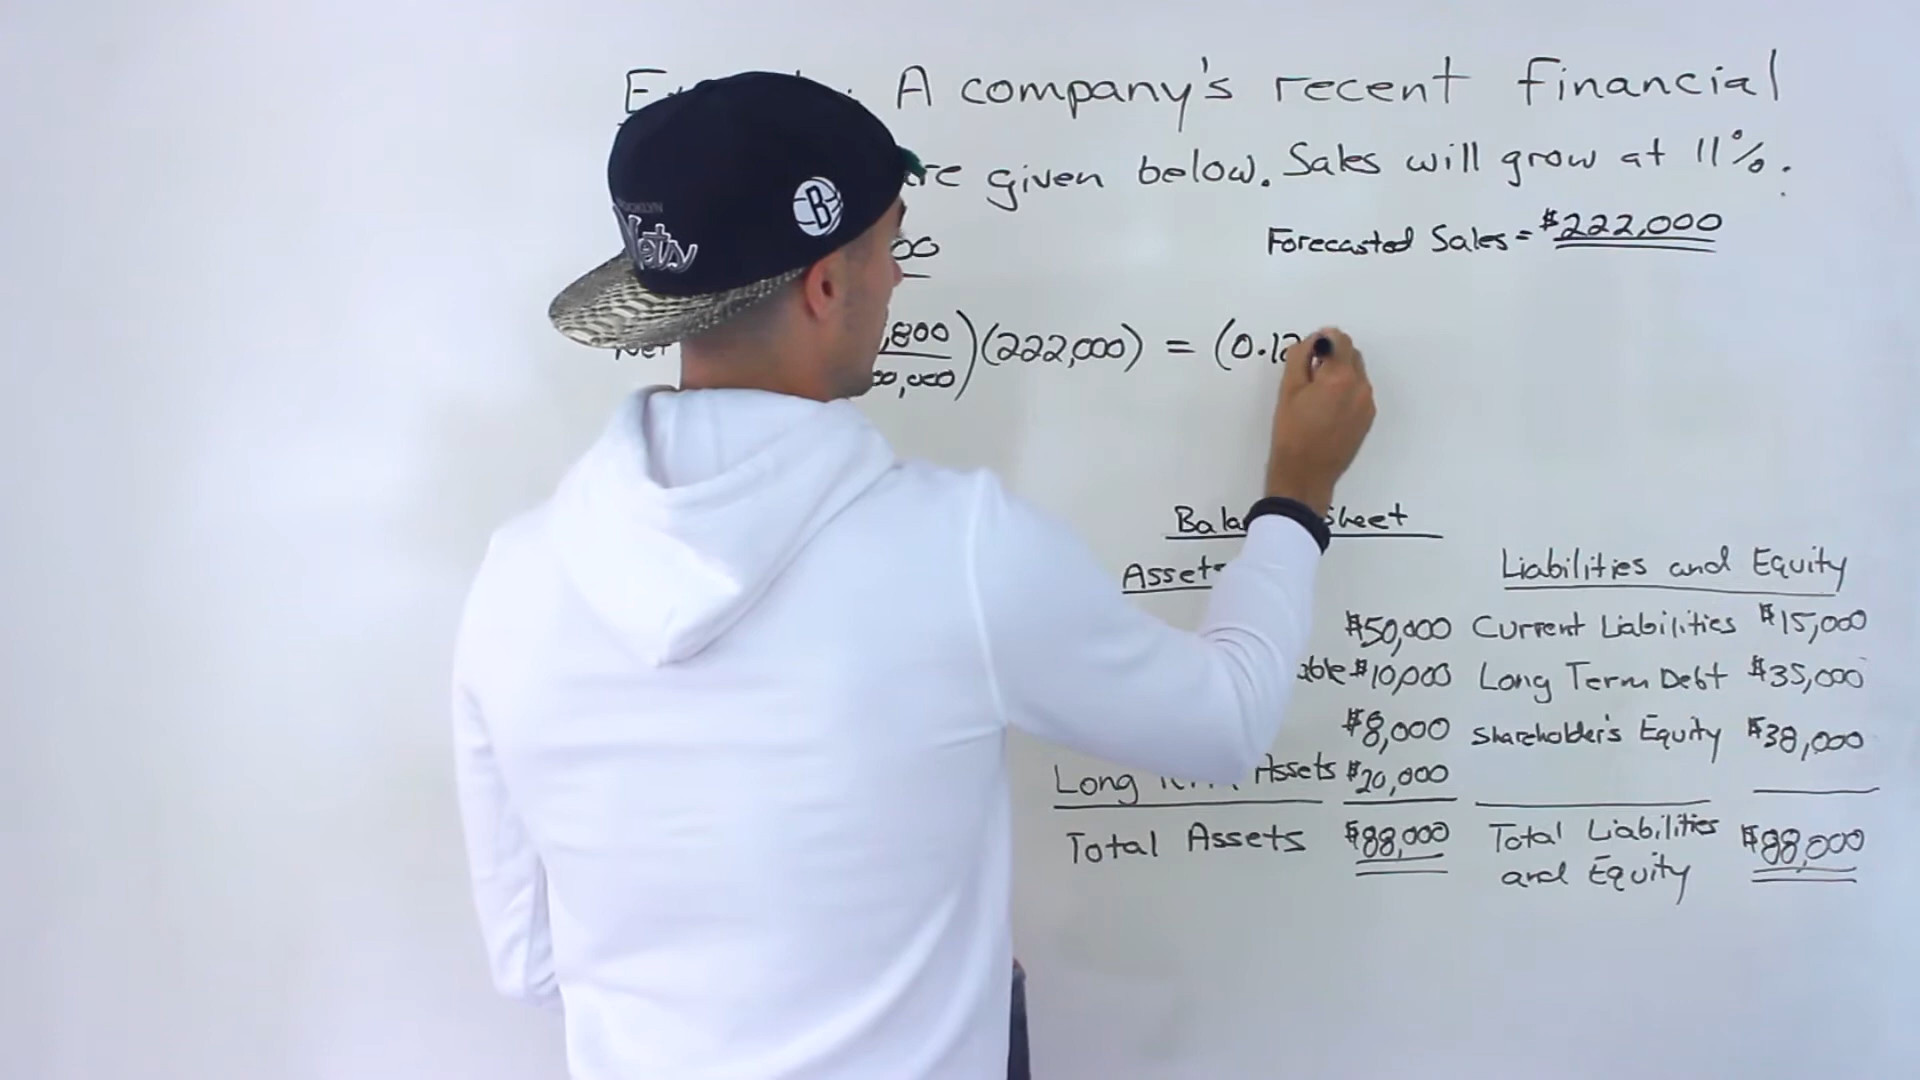 A company's recent financial
given below. Sales will grow at 11%.
Forecasted Sales = $222,000
,800
00,000
)(222,000) = (0.12
BROOKLYN
Nets
B
Balance Sheet
Assets
Liabilities and Equity
$50,000 Current Liabilities $15,000
able $10,000 Long Term Debt $35,000
$8,000 Shareholder's Equity $38,000
Long Term Assets $20,000
Total Assets $88,000 Total Liabilities and Equity $88,000